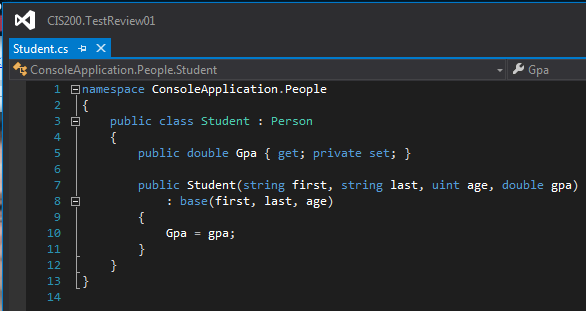 CIS200.TestReview01
Student.cs
ConsoleApplication.People.Student Gpa
1 namespace ConsoleApplication.People
2 {
3 public class Student : Person
4 {
5 public double Gpa { get; private set; }
6
7 public Student(string first, string last, uint age, double gpa)
8 : base(first, last, age)
9 {
10 Gpa = gpa;
11 }
12 }
13 }
14